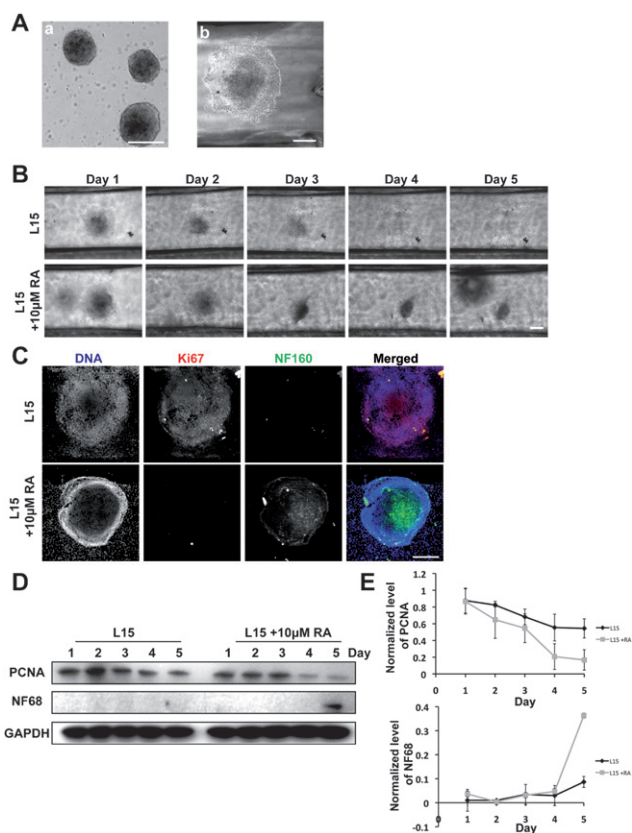 A
a
b
B
Day 1 Day 2 Day 3 Day 4 Day 5
L15
L15
+10μM RA
C
DNA Ki67 NF160 Merged
L15
L15
+10μM RA
D
L15 L15 +10μM RA
1 2 3 4 5 1 2 3 4 5 Day
PCNA
NF68
GAPDH
E
Normalized level
of PCNA
1.2
1
0.8
0.6
0.4
0.2
0
0 1 2 3 4 5
Day
L15
L15 +RA
Normalized level
of NF68
0.4
0.3
0.2
0.1
0
-0.1
0 1 2 3 4 5
Day
L15
L15 +RA